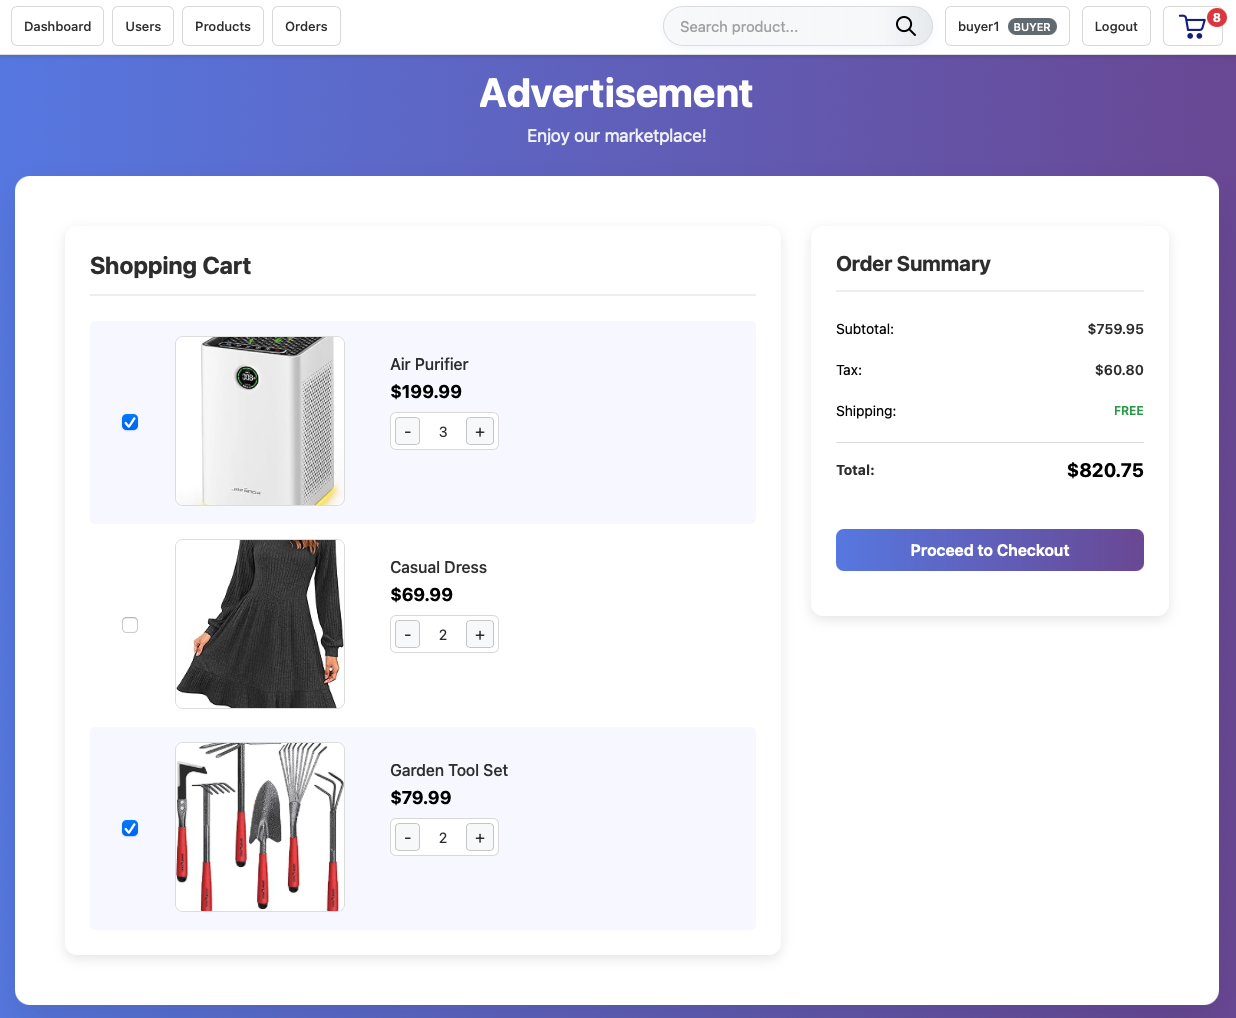 Dashboard Users Products Orders Search product... buyer1 BUYER Logout 8
Advertisement
Enjoy our marketplace!
Shopping Cart
Air Purifier
$199.99
- 3 +
Casual Dress
$69.99
- 2 +
Garden Tool Set
$79.99
- 2 +
Order Summary
Subtotal: $759.95
Tax: $60.80
Shipping: FREE
Total: $820.75
Proceed to Checkout